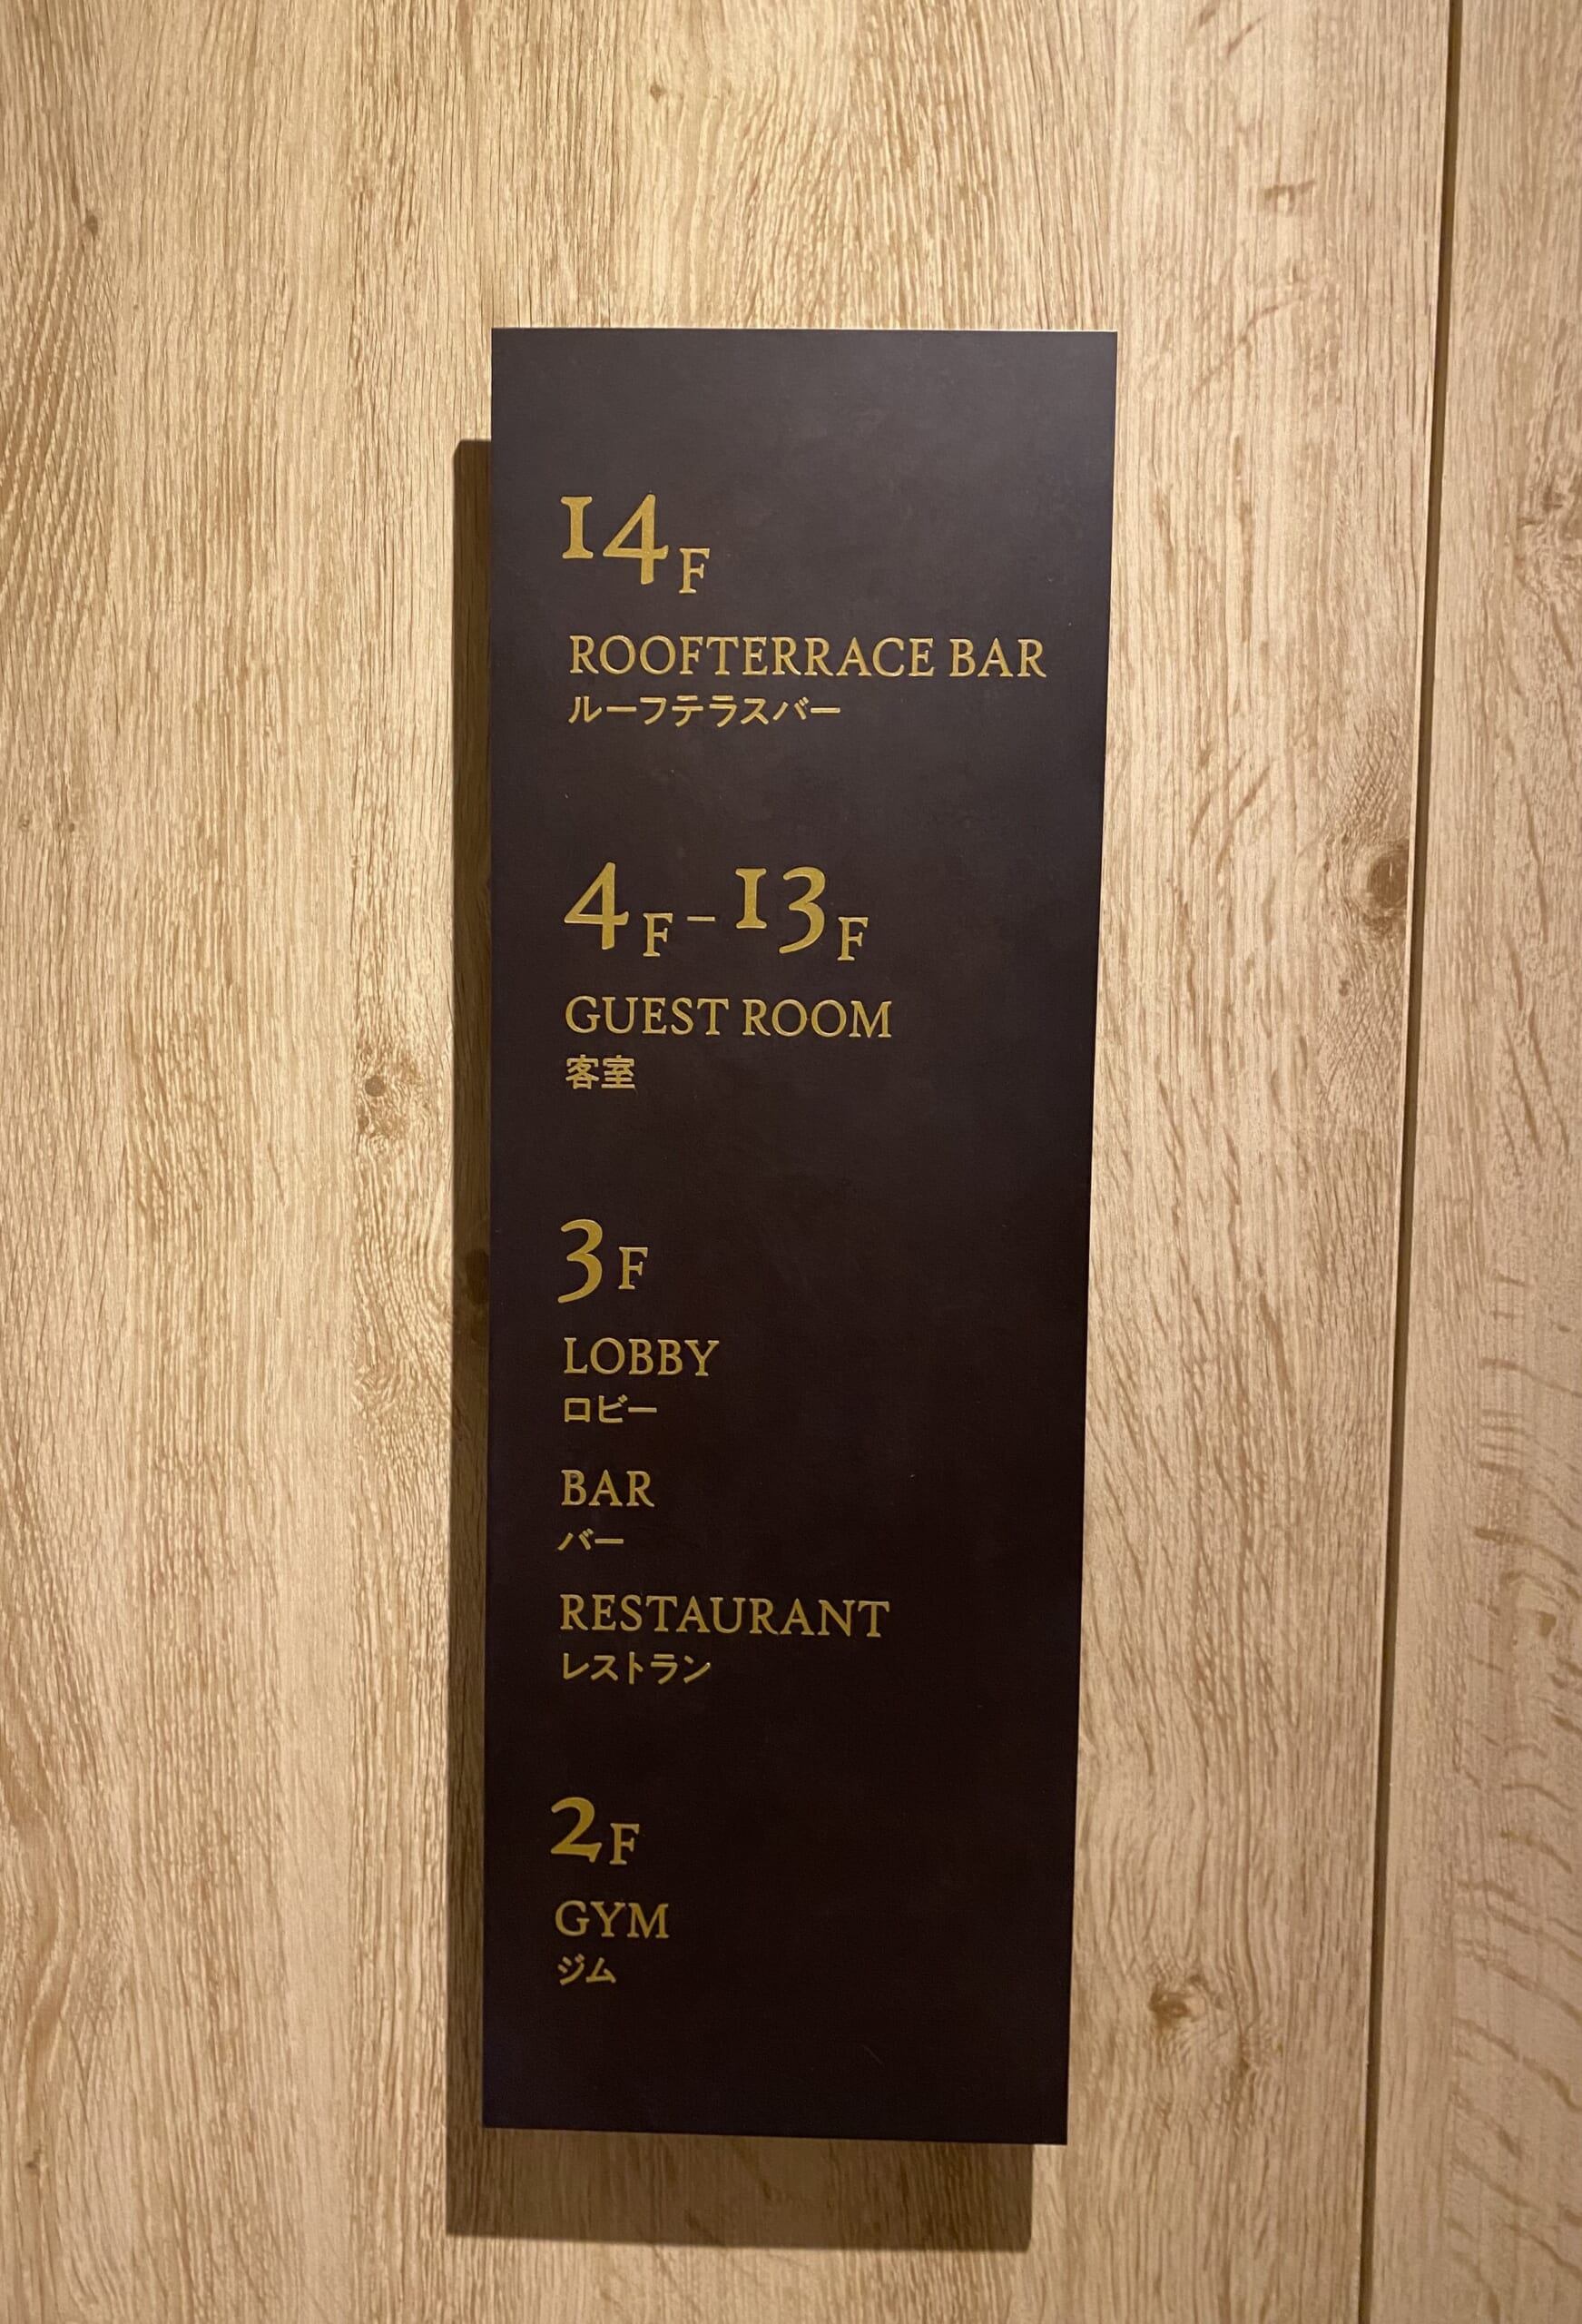 14F
ROOFTERRACE BAR
ルーフテラスバー
4F-13F
GUEST ROOM
客室
3F
LOBBY
ロビー
BAR
バー
RESTAURANT
レストラン
2F
GYM
ジム